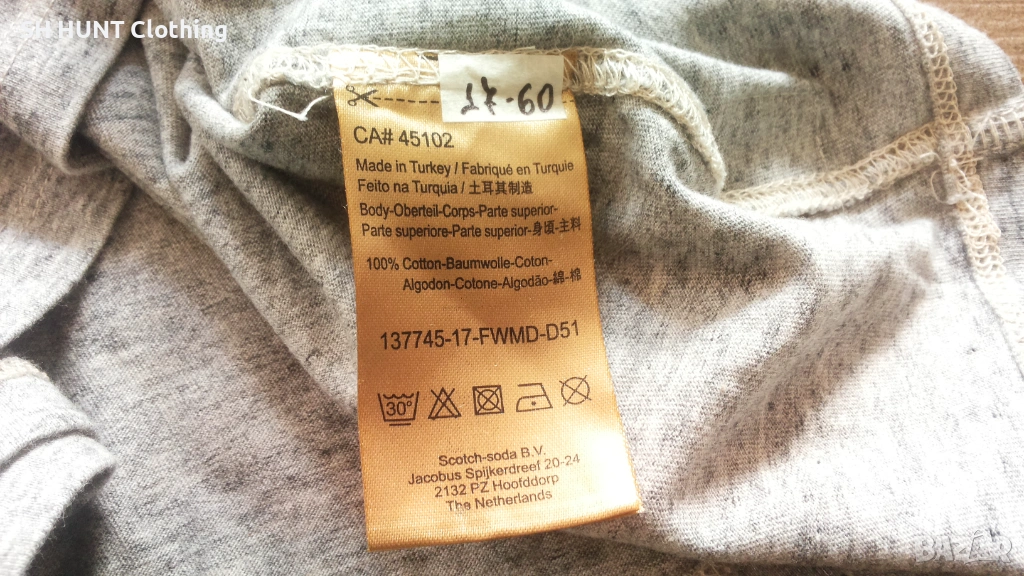 HUNT Clothing
17-60
CA# 45102
Made in Turkey / Fabriqué en Turquie
Feito na Turquia / 土耳其制造
Body-Oberteil-Corps-Parte superior-
Parte superiore-Parte superior-身頃-主料
100% Cotton-Baumwolle-Coton-
Algodon-Cotone-Algodão-綿-棉
137745-17-FWMD-D51
30°
Scotch-soda B.V.
Jacobus Spijkerdreef 20-24
2132 PZ Hoofddorp
The Netherlands
BAZAR